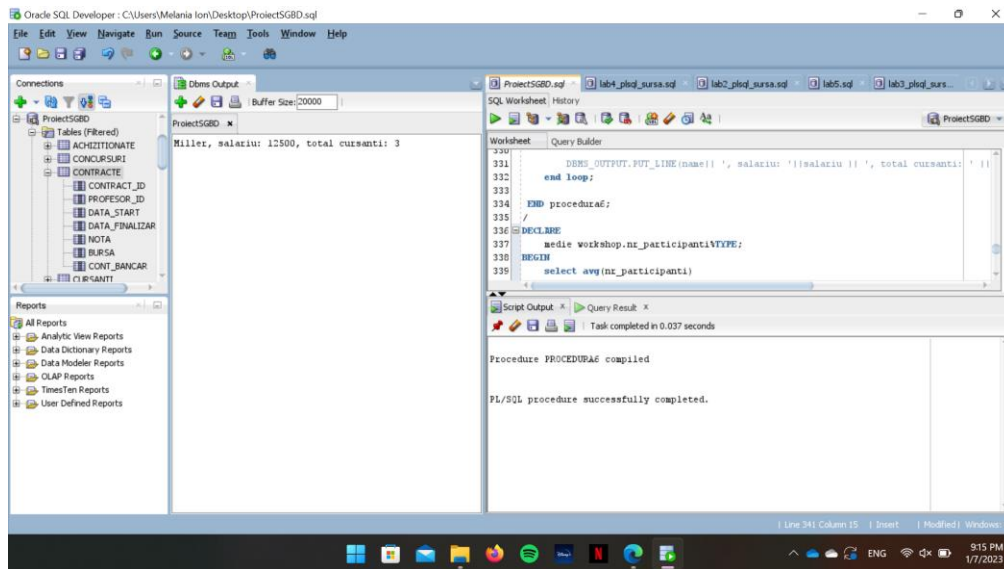 Oracle SQL Developer : C:\Users\Melania Ion\Desktop\ProiectSGBD.sql
File Edit View Navigate Run Source Team Tools Window Help
Connections
ProiectSGBD
Tables (Filtered)
ACHIZITIONATE
CONCURSURI
CONTRACTE
CONTRACT_ID
PROFESOR_ID
DATA_START
DATA_FINALIZAR
NOTA
BURSA
CONT_BANCAR
CURSANTI
Reports
All Reports
Analytic View Reports
Data Dictionary Reports
Data Modeler Reports
OLAP Reports
TimesTen Reports
User Defined Reports
Dbms Output
Buffer Size: 20000
ProiectSGBD
Miller, salariu: 12500, total cursanti: 3
ProiectSGBD.sql lab4_plsql_sursa.sql lab2_plsql_sursa.sql lab5.sql lab3_plsql_surs...
SQL Worksheet History
ProiectSGBD
Worksheet Query Builder
330
331 DBMS_OUTPUT.PUT_LINE(name|| ', salariu: '||salariu || ', total cursanti: ' ||
332 end loop;
333
334 END procedura6;
335 /
336 DECLARE
337 medie workshop.nr_participanti%TYPE;
338 BEGIN
339 select avg(nr_participanti)
Script Output Query Result
Task completed in 0.037 seconds
Procedure PROCEDURA6 compiled
PL/SQL procedure successfully completed.
Line 341 Column 15 Insert Modified Windows:
ENG
9:15 PM
1/7/2023